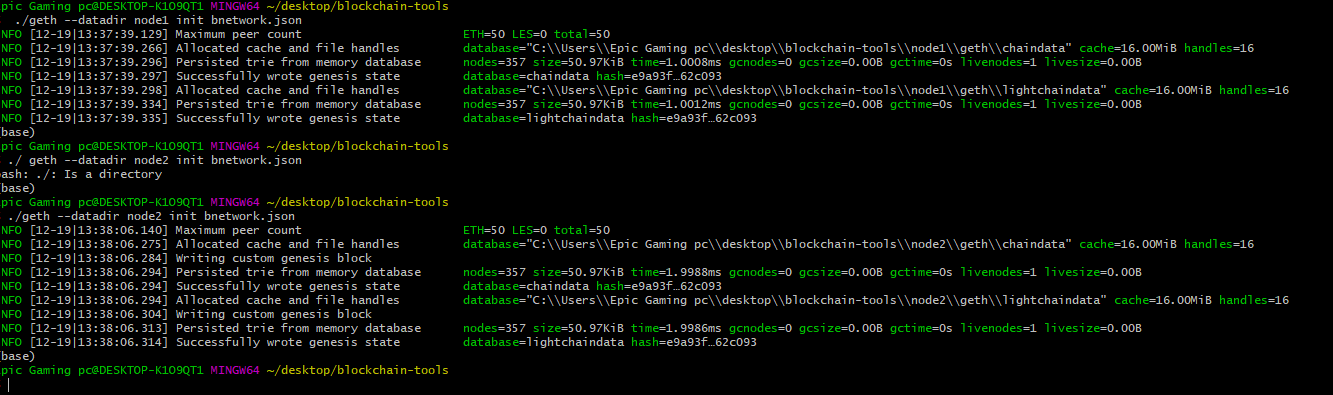 Epic Gaming pc@DESKTOP-K1O9QT1 MINGW64 ~/desktop/blockchain-tools
./geth --datadir node1 init bnetwork.json
NFO [12-19|13:37:39.129] Maximum peer count ETH=50 LES=0 total=50
NFO [12-19|13:37:39.266] Allocated cache and file handles database="C:\\Users\\Epic Gaming pc\\desktop\\blockchain-tools\\node1\\geth\\chaindata" cache=16.00MiB handles=16
NFO [12-19|13:37:39.296] Persisted trie from memory database nodes=357 size=50.97KiB time=1.0008ms gcnodes=0 gcsize=0.00B gctime=0s livenodes=1 livesize=0.00B
NFO [12-19|13:37:39.297] Successfully wrote genesis state database=chaindata hash=e9a93f…62c093
NFO [12-19|13:37:39.298] Allocated cache and file handles database="C:\\Users\\Epic Gaming pc\\desktop\\blockchain-tools\\node1\\geth\\lightchaindata" cache=16.00MiB handles=16
NFO [12-19|13:37:39.334] Persisted trie from memory database nodes=357 size=50.97KiB time=1.0012ms gcnodes=0 gcsize=0.00B gctime=0s livenodes=1 livesize=0.00B
NFO [12-19|13:37:39.335] Successfully wrote genesis state database=lightchaindata hash=e9a93f…62c093
(base)
Epic Gaming pc@DESKTOP-K1O9QT1 MINGW64 ~/desktop/blockchain-tools
./ geth --datadir node2 init bnetwork.json
bash: ./: Is a directory
(base)
Epic Gaming pc@DESKTOP-K1O9QT1 MINGW64 ~/desktop/blockchain-tools
./geth --datadir node2 init bnetwork.json
NFO [12-19|13:38:06.140] Maximum peer count ETH=50 LES=0 total=50
NFO [12-19|13:38:06.275] Allocated cache and file handles database="C:\\Users\\Epic Gaming pc\\desktop\\blockchain-tools\\node2\\geth\\chaindata" cache=16.00MiB handles=16
NFO [12-19|13:38:06.284] Writing custom genesis block
NFO [12-19|13:38:06.294] Persisted trie from memory database nodes=357 size=50.97KiB time=1.9988ms gcnodes=0 gcsize=0.00B gctime=0s livenodes=1 livesize=0.00B
NFO [12-19|13:38:06.294] Successfully wrote genesis state database=chaindata hash=e9a93f…62c093
NFO [12-19|13:38:06.294] Allocated cache and file handles database="C:\\Users\\Epic Gaming pc\\desktop\\blockchain-tools\\node2\\geth\\lightchaindata" cache=16.00MiB handles=16
NFO [12-19|13:38:06.304] Writing custom genesis block
NFO [12-19|13:38:06.313] Persisted trie from memory database nodes=357 size=50.97KiB time=1.9986ms gcnodes=0 gcsize=0.00B gctime=0s livenodes=1 livesize=0.00B
NFO [12-19|13:38:06.314] Successfully wrote genesis state database=lightchaindata hash=e9a93f…62c093
(base)
Epic Gaming pc@DESKTOP-K1O9QT1 MINGW64 ~/desktop/blockchain-tools